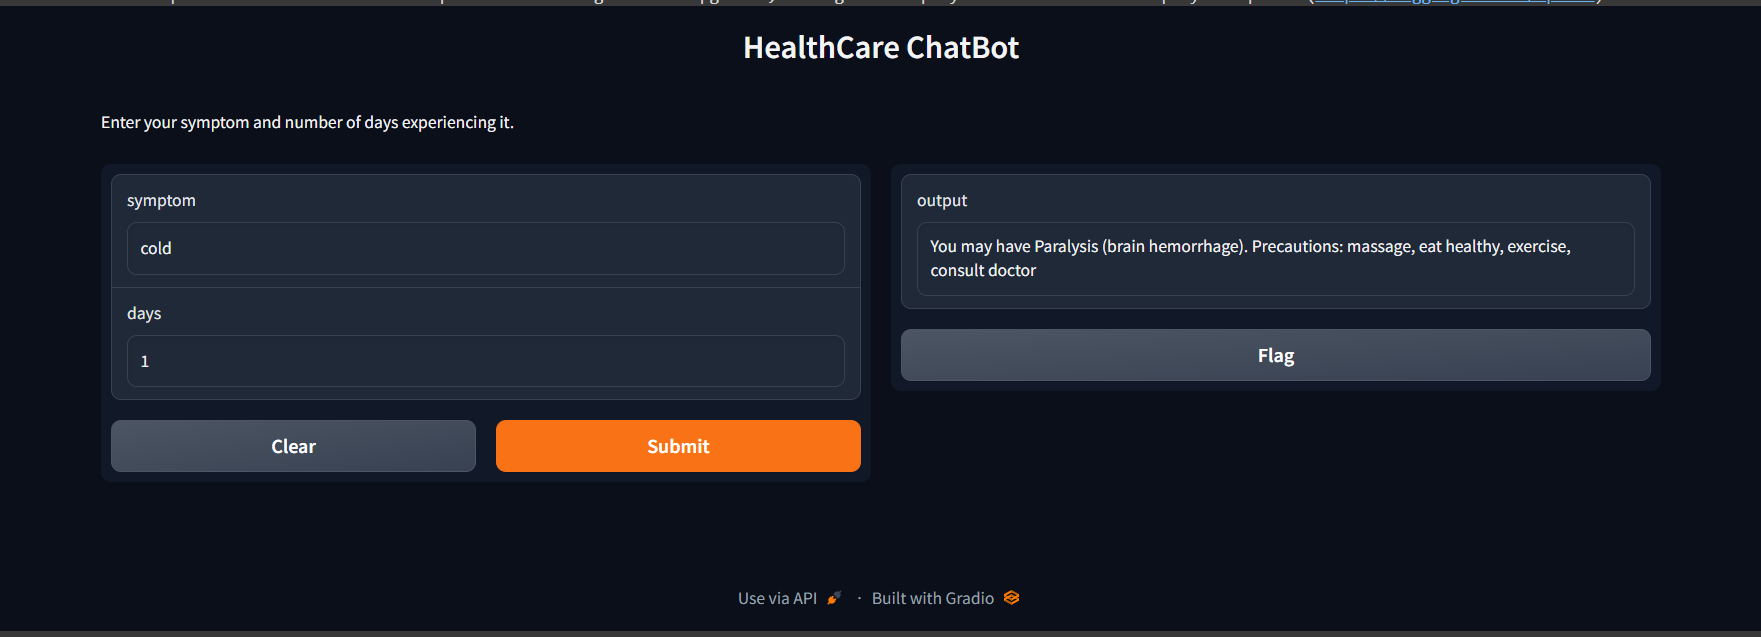 HealthCare ChatBot
Enter your symptom and number of days experiencing it.
symptom
cold
days
1
Clear
Submit
output
You may have Paralysis (brain hemorrhage). Precautions: massage, eat healthy, exercise,
consult doctor
Flag
Use via API · Built with Gradio